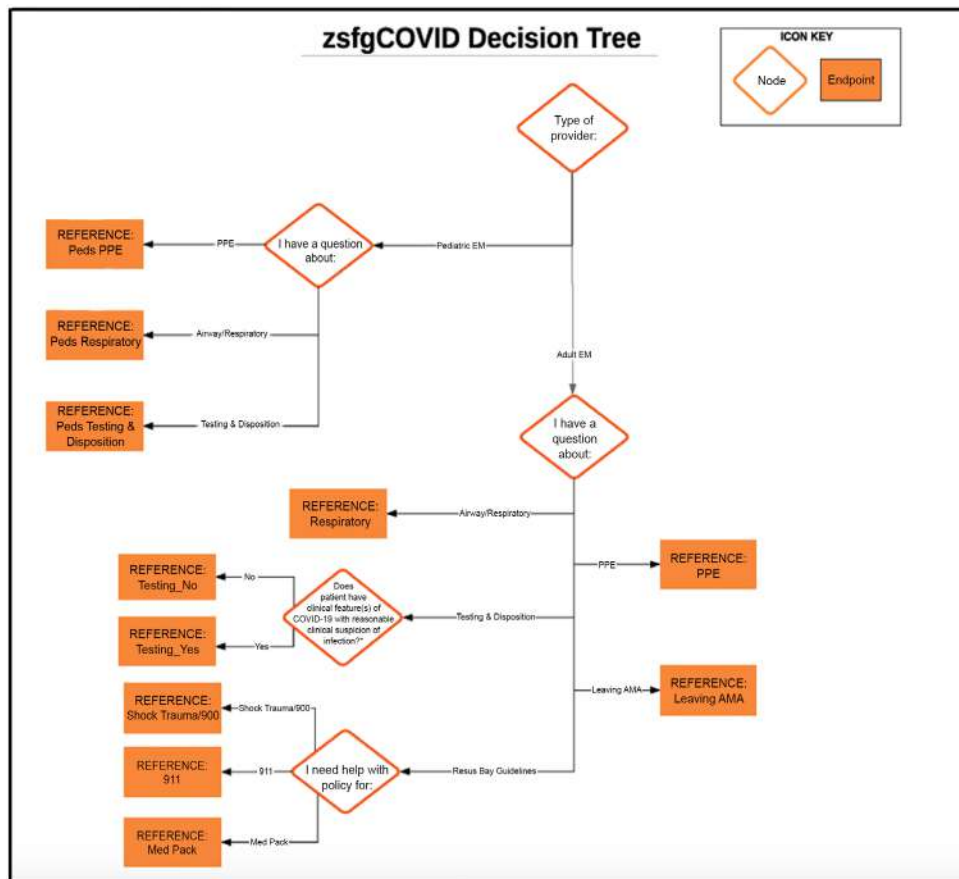 zsfgCOVID Decision Tree
ICON KEY
Node
Endpoint
Type of
provider:
REFERENCE:
Peds PPE
PPE
I have a question
about:
Pediatric EM
REFERENCE:
Peds Respiratory
Airway/Respiratory
Adult EM
REFERENCE:
Peds Testing &
Disposition
Testing & Disposition
I have a
question
about:
REFERENCE:
Respiratory
Airway/Respiratory
PPE
REFERENCE:
PPE
REFERENCE:
Testing_No
No
Does
patient have
clinical feature(s) of
COVID-19 with reasonable
clinical suspicion of
infection?*
Testing & Disposition
REFERENCE:
Testing_Yes
Yes
Leaving AMA
REFERENCE:
Leaving AMA
REFERENCE:
Shock Trauma/900
Shock Trauma/900
REFERENCE:
911
911
I need help with
policy for:
Resus Bay Guidelines
REFERENCE:
Med Pack
Med Pack